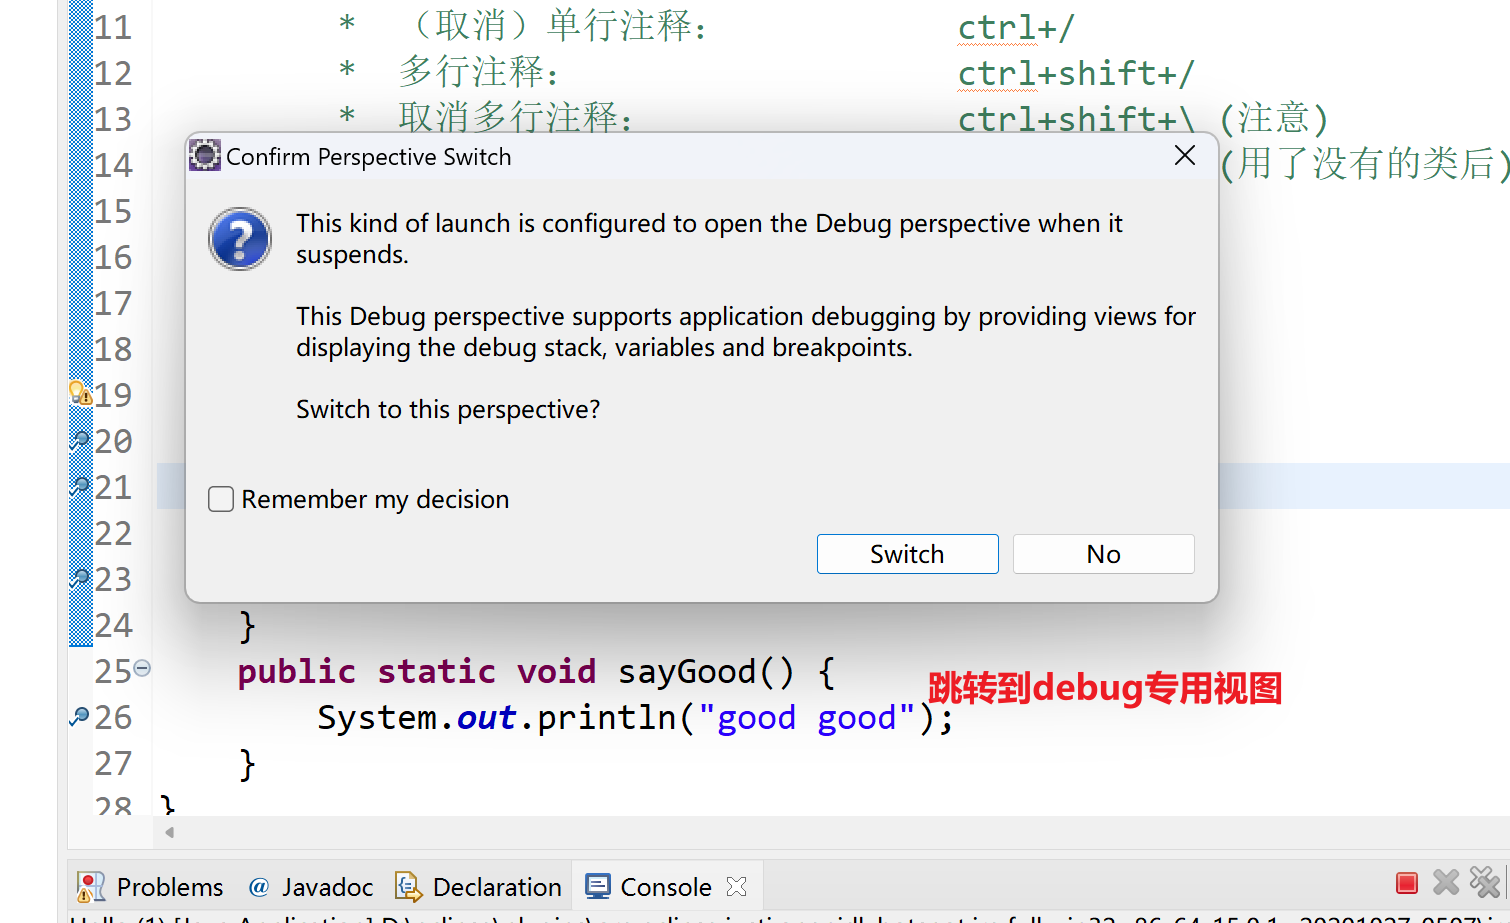 11 * （取消）单行注释: ctrl+/
12 * 多行注释: ctrl+shift+/
13 * 取消多行注释: ctrl+shift+\ (注意)
Confirm Perspective Switch
14 (用了没有的类后)
15
This kind of launch is configured to open the Debug perspective when it
suspends.
16
17
This Debug perspective supports application debugging by providing views for
displaying the debug stack, variables and breakpoints.
18
19
Switch to this perspective?
20
21
Remember my decision
22
Switch No
23
24 }
25 public static void sayGood() {
跳转到debug专用视图
26 System.out.println("good good");
27 }
28 }
Problems @ Javadoc Declaration Console